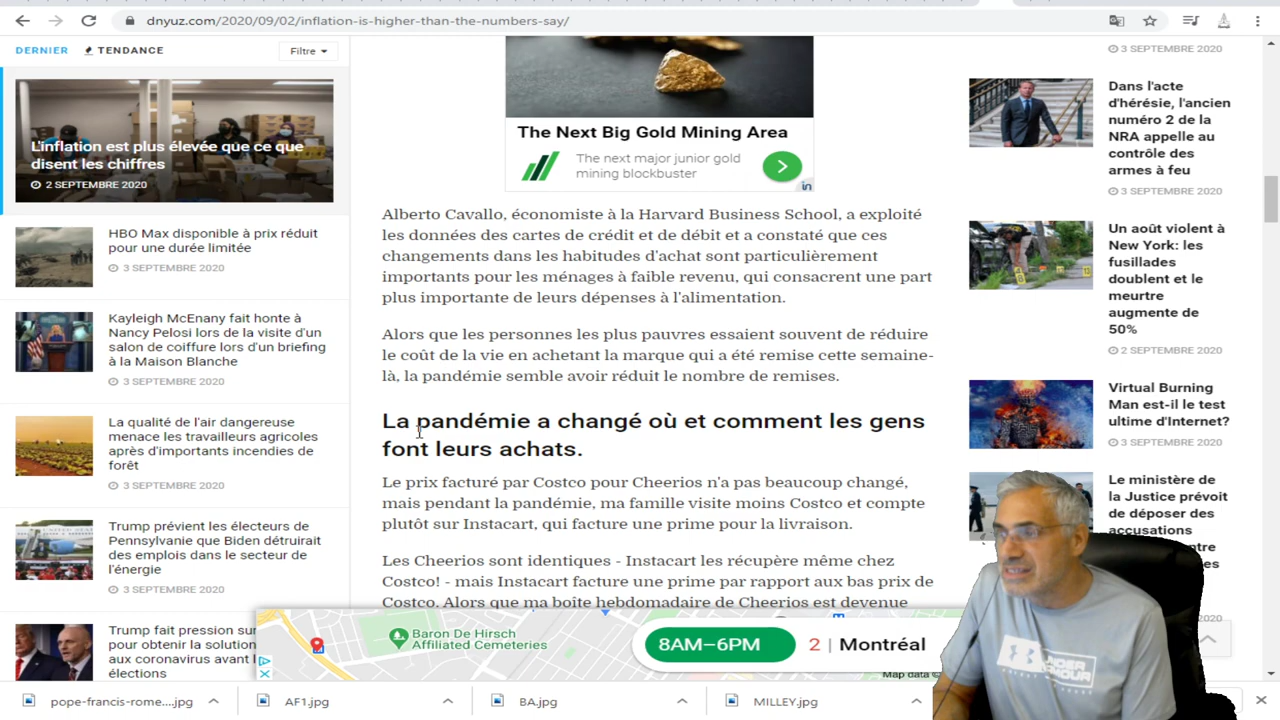 dnyuz.com/2020/09/02/inflation-is-higher-than-the-numbers-say/
DERNIER
TENDANCE
Filtre
L'inflation est plus élevée que ce que
disent les chiffres
2 SEPTEMBRE 2020
HBO Max disponible à prix réduit
pour une durée limitée
3 SEPTEMBRE 2020
Kayleigh McEnany fait honte à
Nancy Pelosi lors de la visite d'un
salon de coiffure lors d'un briefing
à la Maison Blanche
3 SEPTEMBRE 2020
La qualité de l'air dangereuse
menace les travailleurs agricoles
après d'importants incendies de
forêt
3 SEPTEMBRE 2020
Trump prévient les électeurs de
Pennsylvanie que Biden détruirait
des emplois dans le secteur de
l'énergie
3 SEPTEMBRE 2020
Trump fait pression
pour obtenir la solution
aux coronavirus avant
élections
The Next Big Gold Mining Area
The next major junior gold
mining blockbuster
in
Alberto Cavallo, économiste à la Harvard Business School, a exploité
les données des cartes de crédit et de débit et a constaté que ces
changements dans les habitudes d'achat sont particulièrement
importants pour les ménages à faible revenu, qui consacrent une part
plus importante de leurs dépenses à l'alimentation.
Alors que les personnes les plus pauvres essaient souvent de réduire
le coût de la vie en achetant la marque qui a été remise cette semaine-
là, la pandémie semble avoir réduit le nombre de remises.
La pandémie a changé où et comment les gens
font leurs achats.
Le prix facturé par Costco pour Cheerios n'a pas beaucoup changé,
mais pendant la pandémie, ma famille visite moins Costco et compte
plutôt sur Instacart, qui facture une prime pour la livraison.
Les Cheerios sont identiques - Instacart les récupère même chez
Costco! - mais Instacart facture une prime par rapport aux bas prix de
Costco. Alors que ma boîte hebdomadaire de Cheerios est devenue
3 SEPTEMBRE 2020
Dans l'acte
d'hérésie, l'ancien
numéro 2 de la
NRA appelle au
contrôle des
armes à feu
3 SEPTEMBRE 2020
Un août violent à
New York: les
fusillades
doublent et le
meurtre
augmente de
50%
2 SEPTEMBRE 2020
Virtual Burning
Man est-il le test
ultime d'Internet?
3 SEPTEMBRE 2020
Le ministère de
la Justice prévoit
de déposer des
accusations
Baron De Hirsch
Affiliated Cemeteries
8AM–6PM
2 | Montréal
Map data ©
pope-francis-rome....jpg
AF1.jpg
BA.jpg
MILLEY.jpg
UNDER ARMOUR